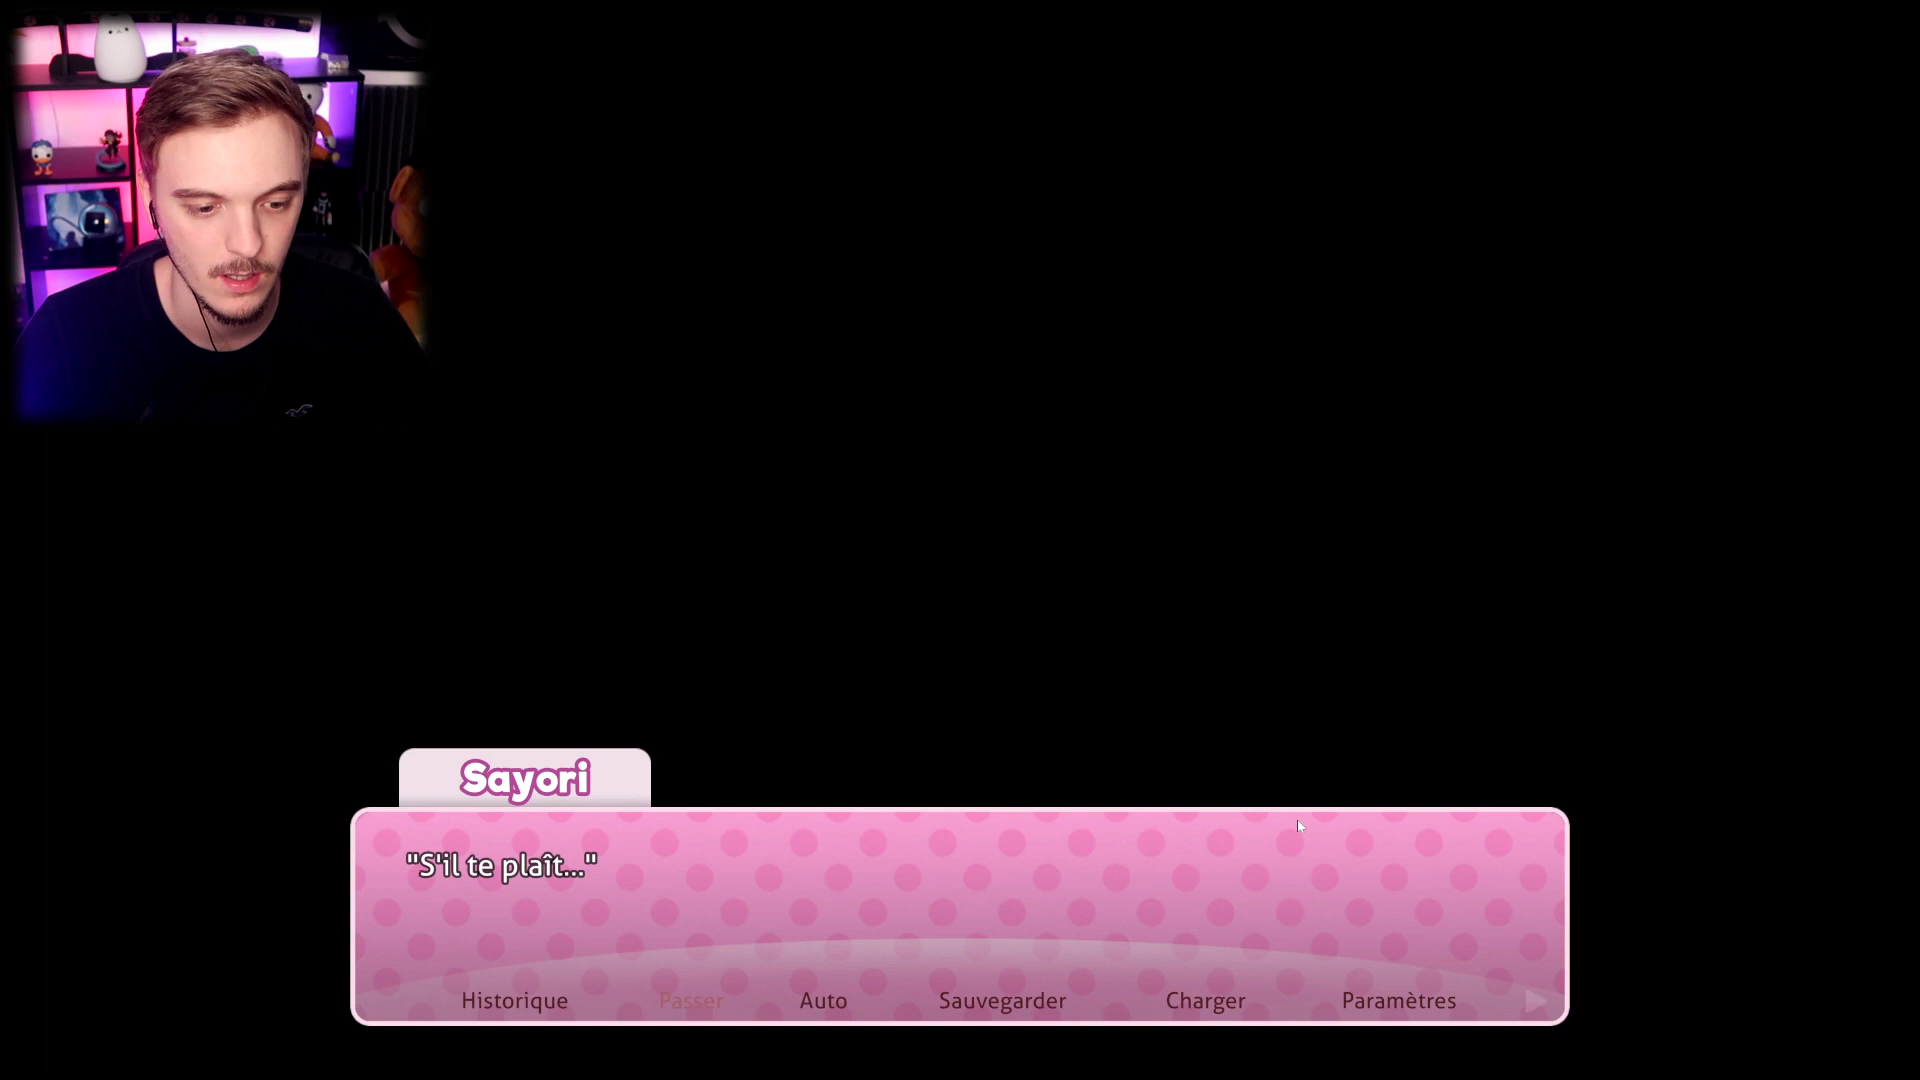 Sayori
"S'il te plaît..."
Historique Passer Auto Sauvegarder Charger Paramètres